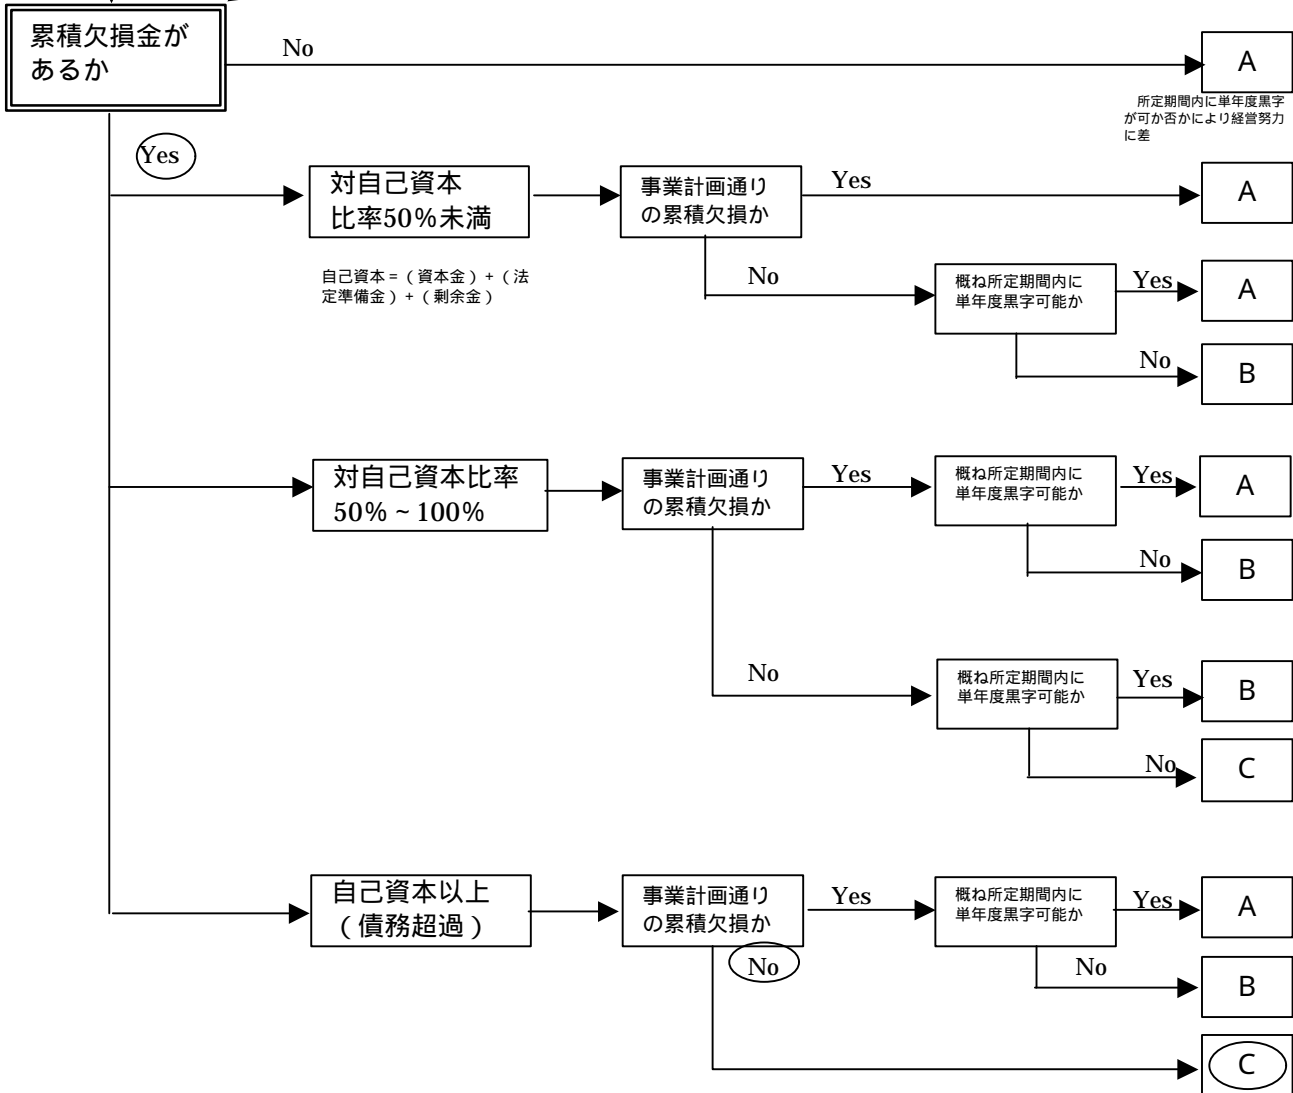 累積欠損金が
あるか
No
A
所定期間内に単年度黒字
が可か否かにより経営努力
に差
Yes
対自己資本
比率50%未満
事業計画通り
の累積欠損か
Yes
A
自己資本=(資本金)+(法
定準備金)+(剰余金)
No
概ね所定期間内に
単年度黒字可能か
Yes
A
No
B
対自己資本比率
50%~100%
事業計画通り
の累積欠損か
Yes
概ね所定期間内に
単年度黒字可能か
Yes
A
No
B
No
概ね所定期間内に
単年度黒字可能か
Yes
B
No
C
自己資本以上
(債務超過)
事業計画通り
の累積欠損か
Yes
概ね所定期間内に
単年度黒字可能か
Yes
A
No
No
B
C